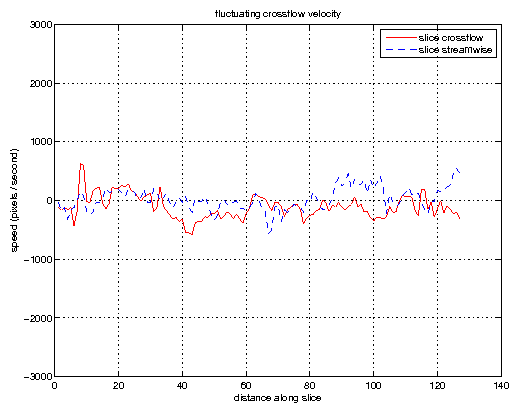 fluctuating crossflow velocity
3000
slice crossflow
slice streamwise
2000
1000
0
−1000
−2000
−3000
speed (pixels / second)
0 20 40 60 80 100 120 140
distance along slice